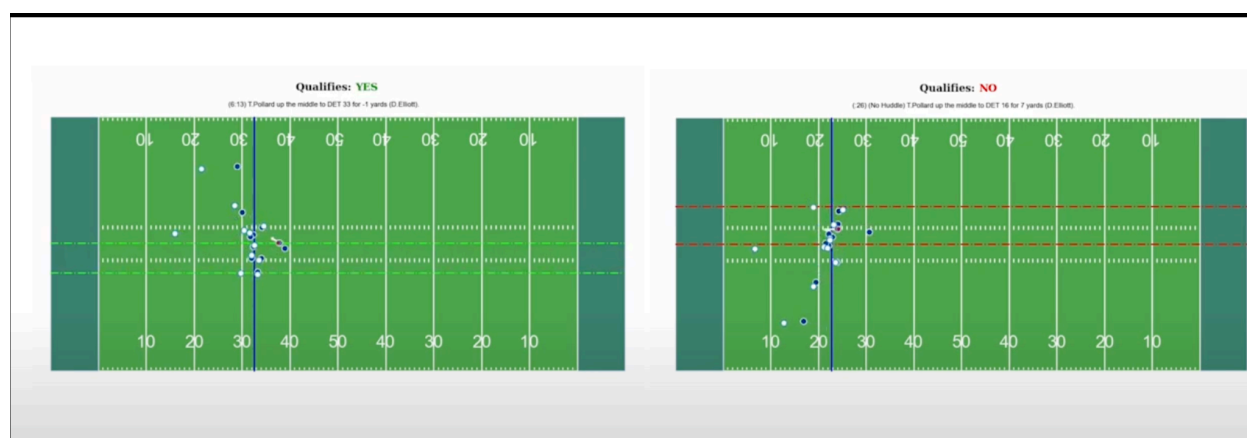 Qualifies: YES
(6:13) T.Pollard up the middle to DET 33 for -1 yards (D.Elliott).
10 20 30 40 50 40 30 20 10
10 20 30 40 50 40 30 20 10
Qualifies: NO
(:26) (No Huddle) T.Pollard up the middle to DET 16 for 7 yards (D.Elliott).
10 20 30 40 50 40 30 20 10
10 20 30 40 50 40 30 20 10